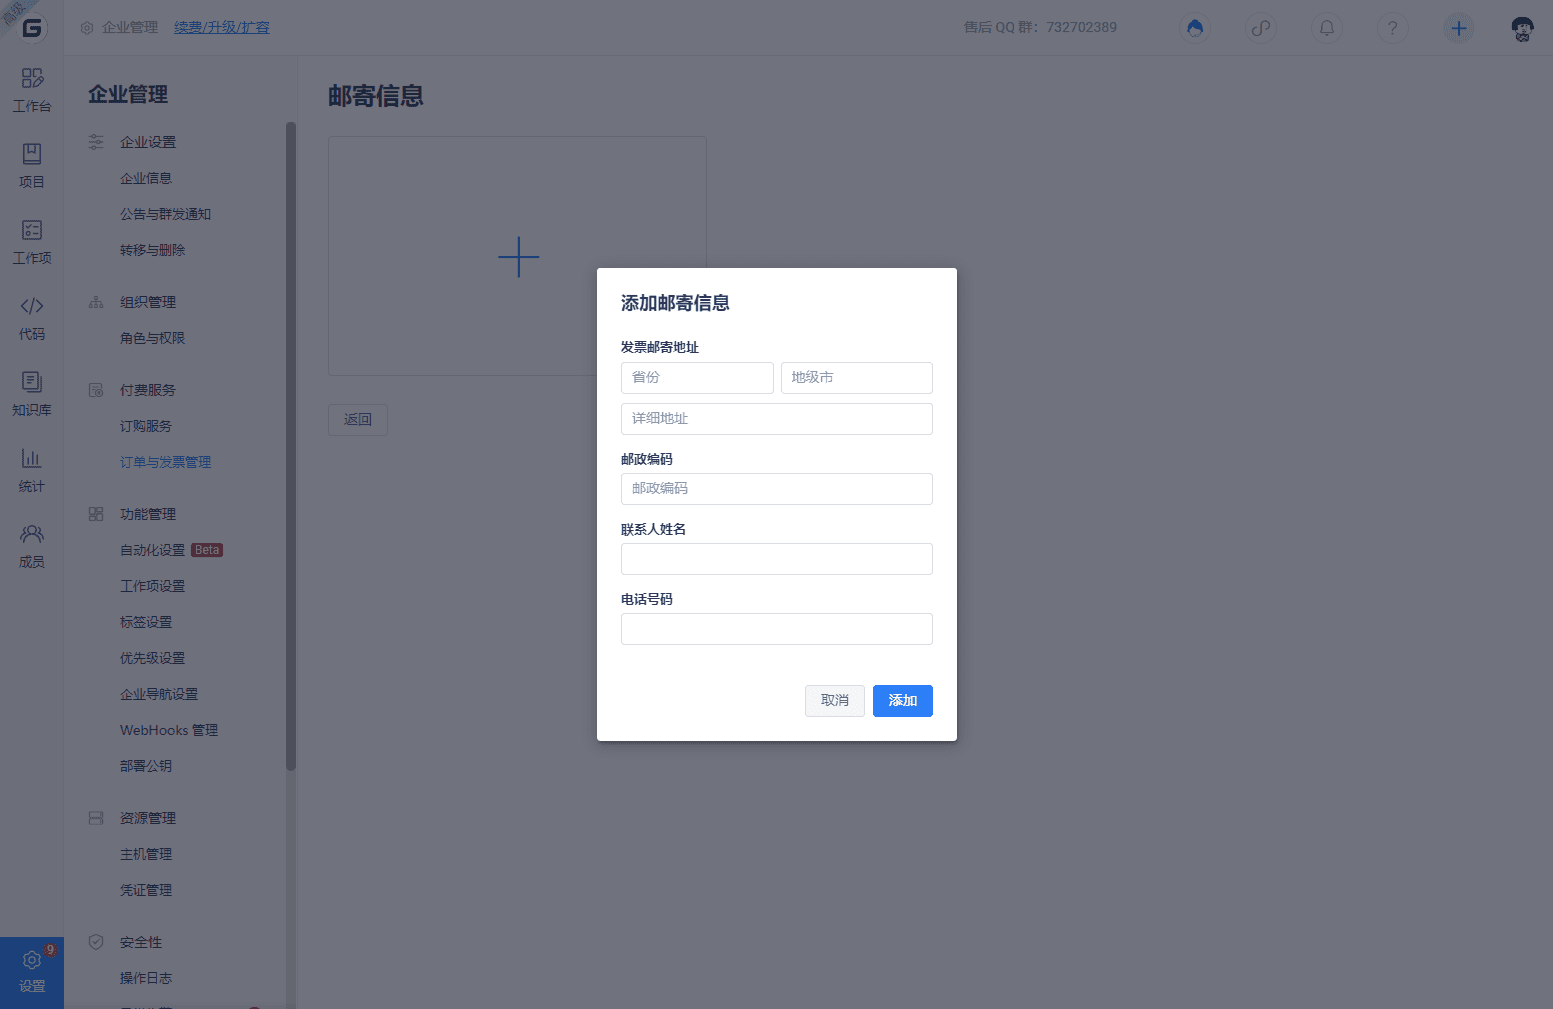 高级
企业管理 续费/升级/扩容
售后 QQ 群：732702389
工作台
项目
工作项
代码
知识库
统计
成员
9
设置
企业管理
企业设置
企业信息
公告与群发通知
转移与删除
组织管理
角色与权限
付费服务
订购服务
订单与发票管理
功能管理
自动化设置 Beta
工作项设置
标签设置
优先级设置
企业导航设置
WebHooks 管理
部署公钥
资源管理
主机管理
凭证管理
安全性
操作日志
邮寄信息
返回
添加邮寄信息
发票邮寄地址
省份 地级市
详细地址
邮政编码
邮政编码
联系人姓名
电话号码
取消 添加